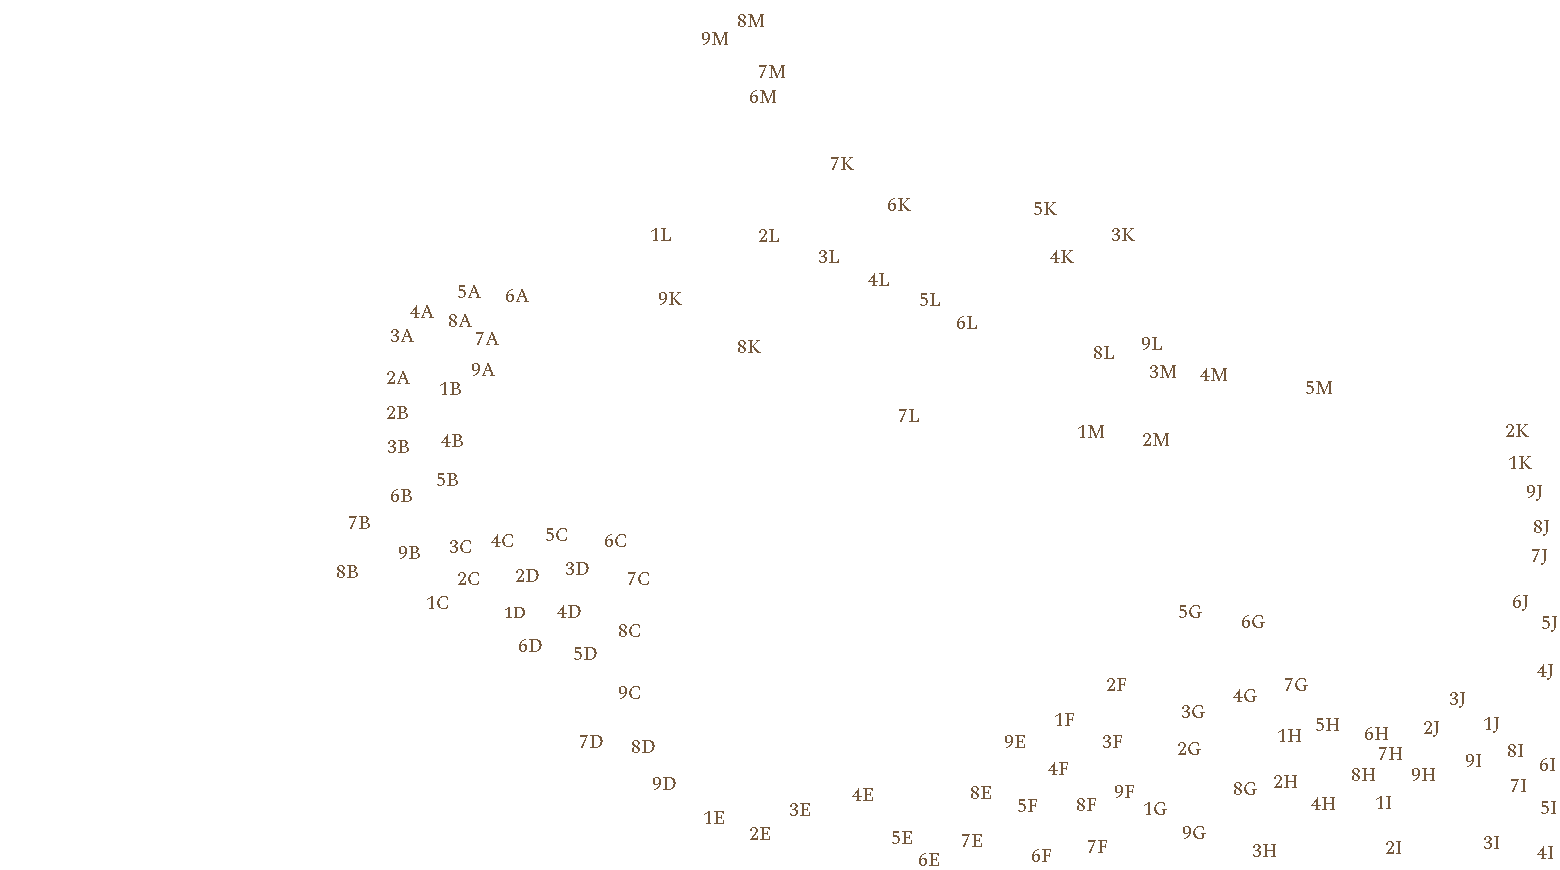 8M
9M
7M
6M
7K
6K 5K
1L 2L 3K
3L 4K
4L
5A 6A 9K 5L
4A 8A 6L
3A 7A 8K 9L
8L
9A 3M 4M
2A 1B 5M
2B 7L
3B 4B 1M 2M 2K
5B 1K
6B 9J
7B 8J
9B 3C 4C 5C 6C 7J
8B 2C 2D 3D 7C
1C 1D 4D 5G 6J
8C 6G 5J
6D 5D
9C 2F 4G 7G 4J
1F 3G 3J
7D 8D 9E 3F 2G 1H 5H 6H 2J 1J
4F 7H 9I 8I 6I
9D 8E 9F 8G 2H 8H 9H 7I
4E 5F 8F 1G 4H 1I 5I
1E 3E
2E 5E 7E 9G 3I
6E 6F 7F 3H 2I 4I